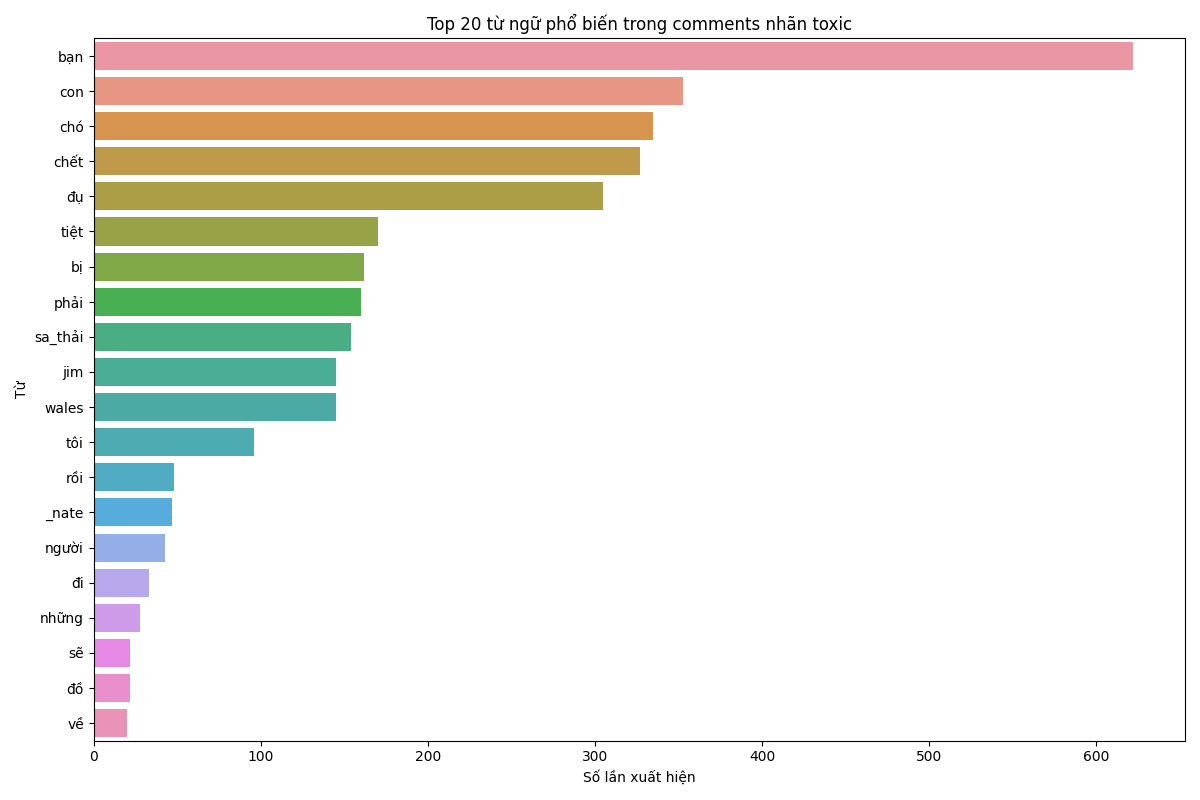 Top 20 từ ngữ phổ biến trong comments nhãn toxic
bạn
con
chó
chết
đụ
tiệt
bị
phải
sa_thải
jim
wales
tôi
rồi
_nate
người
đi
những
sẽ
đồ
về
Từ
0 100 200 300 400 500 600
Số lần xuất hiện